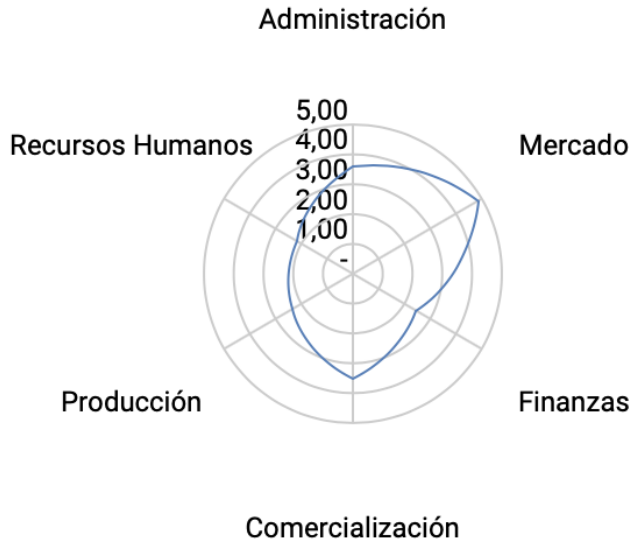 Administración
5,00
4,00
3,00
2,00
1,00
-
Recursos Humanos
Mercado
Producción
Finanzas
Comercialización